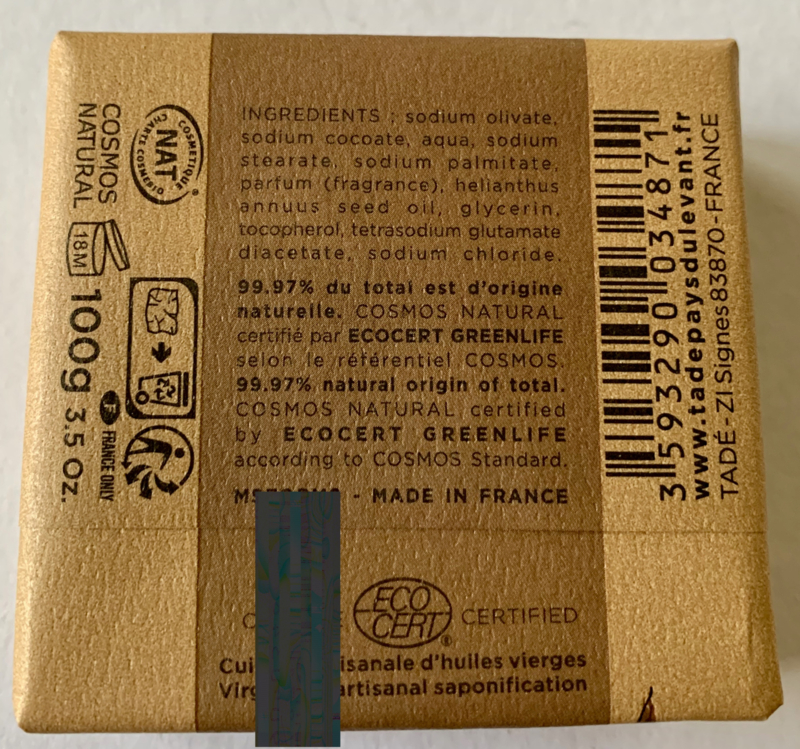 COSMOS
NATURAL
COSMETIQUE
NAT
CHARTE COSMEBIO
®
18M
100g 3.5 Oz.
FR
FRANCE ONLY
INGREDIENTS : sodium olivate,
sodium cocoate, aqua, sodium
stearate, sodium palmitate,
parfum (fragrance), helianthus
annuus seed oil, glycerin,
tocopherol, tetrasodium glutamate
diacetate, sodium chloride.
99.97% du total est d'origine
naturelle. COSMOS NATURAL
certifié par ECOCERT GREENLIFE
selon le référentiel COSMOS.
99.97% natural origin of total.
COSMOS NATURAL certified
by ECOCERT GREENLIFE
according to COSMOS Standard.
- MADE IN FRANCE
ECO
CERT
®
CERTIFIED
d'huiles vierges
saponification
3 593290 034871
www.tadepaysdulevant.fr
TADÉ - ZI Signes 83870 - FRANCE